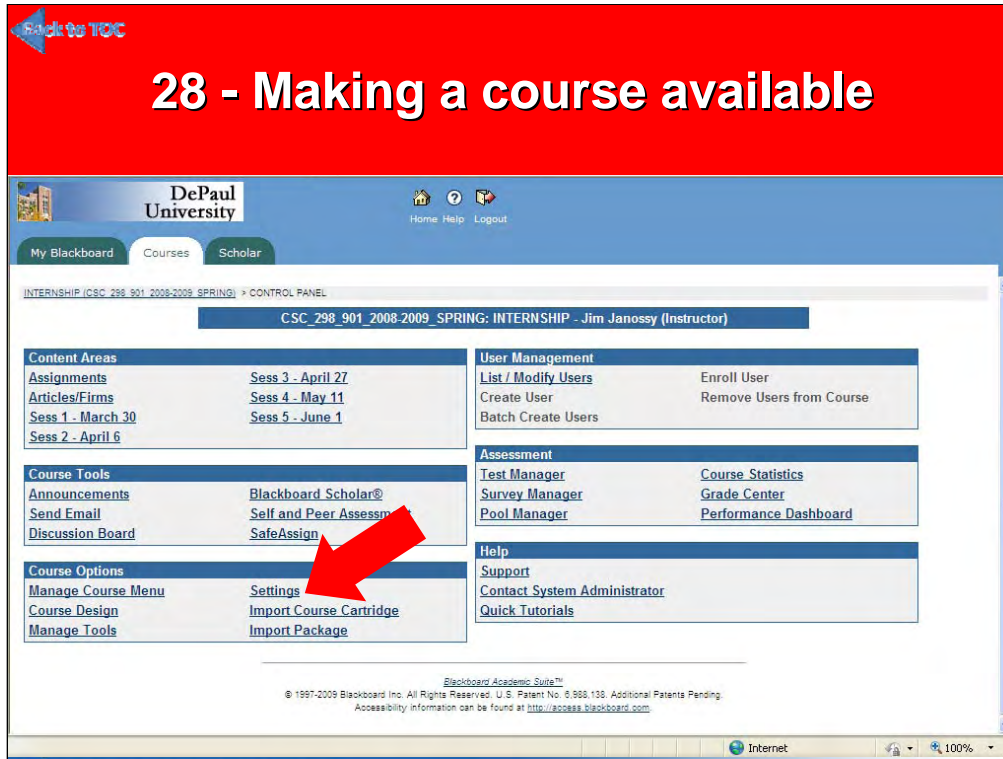 Back to TOC
28 - Making a course available
DePaul
University
Home Help Logout
My Blackboard Courses Scholar
INTERNSHIP (CSC_298_901_2008-2009_SPRING) > CONTROL PANEL
CSC_298_901_2008-2009_SPRING: INTERNSHIP - Jim Janossy (Instructor)
Content Areas
Assignments Sess 3 - April 27
Articles/Firms Sess 4 - May 11
Sess 1 - March 30 Sess 5 - June 1
Sess 2 - April 6
Course Tools
Announcements Blackboard Scholar®
Send Email Self and Peer Assessment
Discussion Board SafeAssign
Course Options
Manage Course Menu Settings
Course Design Import Course Cartridge
Manage Tools Import Package
User Management
List / Modify Users Enroll User
Create User Remove Users from Course
Batch Create Users
Assessment
Test Manager Course Statistics
Survey Manager Grade Center
Pool Manager Performance Dashboard
Help
Support
Contact System Administrator
Quick Tutorials
Blackboard Academic Suite™
© 1997-2009 Blackboard Inc. All Rights Reserved. U.S. Patent No. 6,988,138. Additional Patents Pending.
Accessibility information can be found at http://access.blackboard.com.
Internet 100%